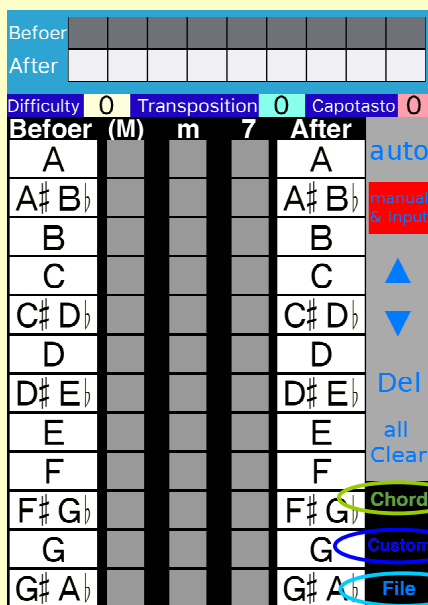 Befoer
After
Difficulty 0 Transposition 0 Capotasto 0
Befoer (M) m 7 After
A A auto
A♯ B♭ A♯ B♭ manual & input
B B
C C ▲
C♯ D♭ C♯ D♭ ▼
D D
D♯ E♭ D♯ E♭ Del
E E all
F F Clear
F♯ G♭ F♯ G♭ Chord
G G Custom
G♯ A♭ G♯ A♭ File